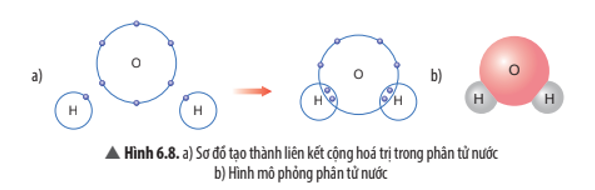 a)
O
H
H
O
H
H
b)
O
H
H
▲ Hình 6.8. a) Sơ đồ tạo thành liên kết cộng hoá trị trong phân tử nước
b) Hình mô phỏng phân tử nước